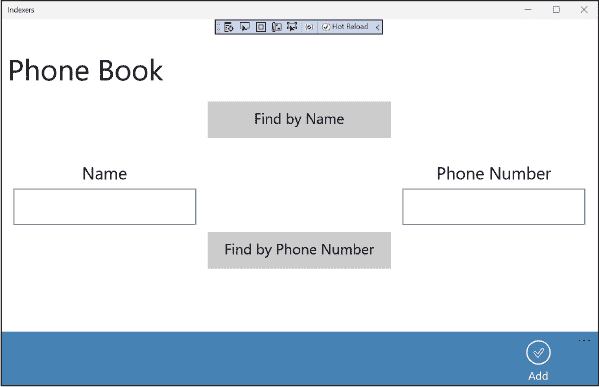 Indexers
Hot Reload
Phone Book
Find by Name
Name
Phone Number
Find by Phone Number
Add